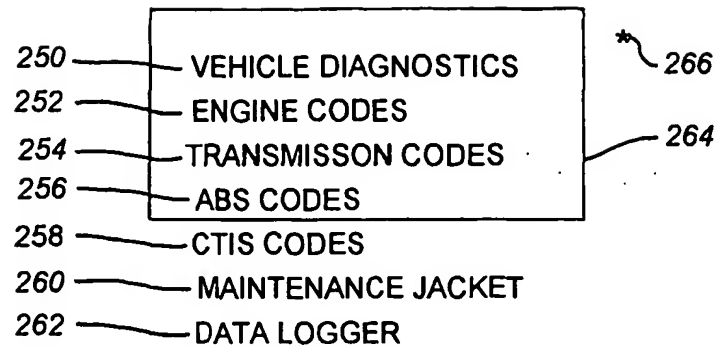 250 VEHICLE DIAGNOSTICS * 266
252 ENGINE CODES
254 TRANSMISSON CODES 264
256 ABS CODES
258 CTIS CODES
260 MAINTENANCE JACKET
262 DATA LOGGER